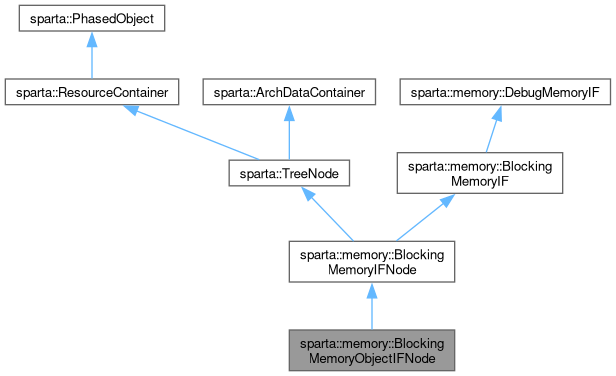 sparta::PhasedObject
sparta::ResourceContainer
sparta::ArchDataContainer
sparta::memory::DebugMemoryIF
sparta::TreeNode
sparta::memory::Blocking
MemoryIF
sparta::memory::Blocking
MemoryIFNode
sparta::memory::Blocking
MemoryObjectIFNode